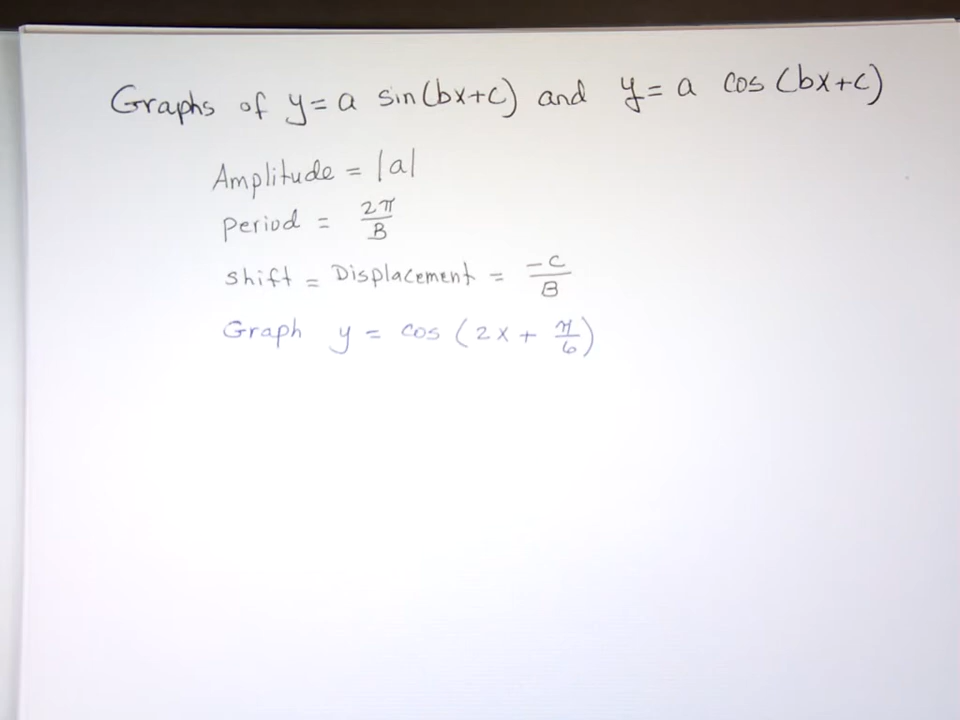 Graphs of y = a sin(bx+c) and y = a cos(bx+c)
Amplitude = |a|
period = 2π/B
shift = Displacement = -c/B
Graph y = cos(2x + π/6)